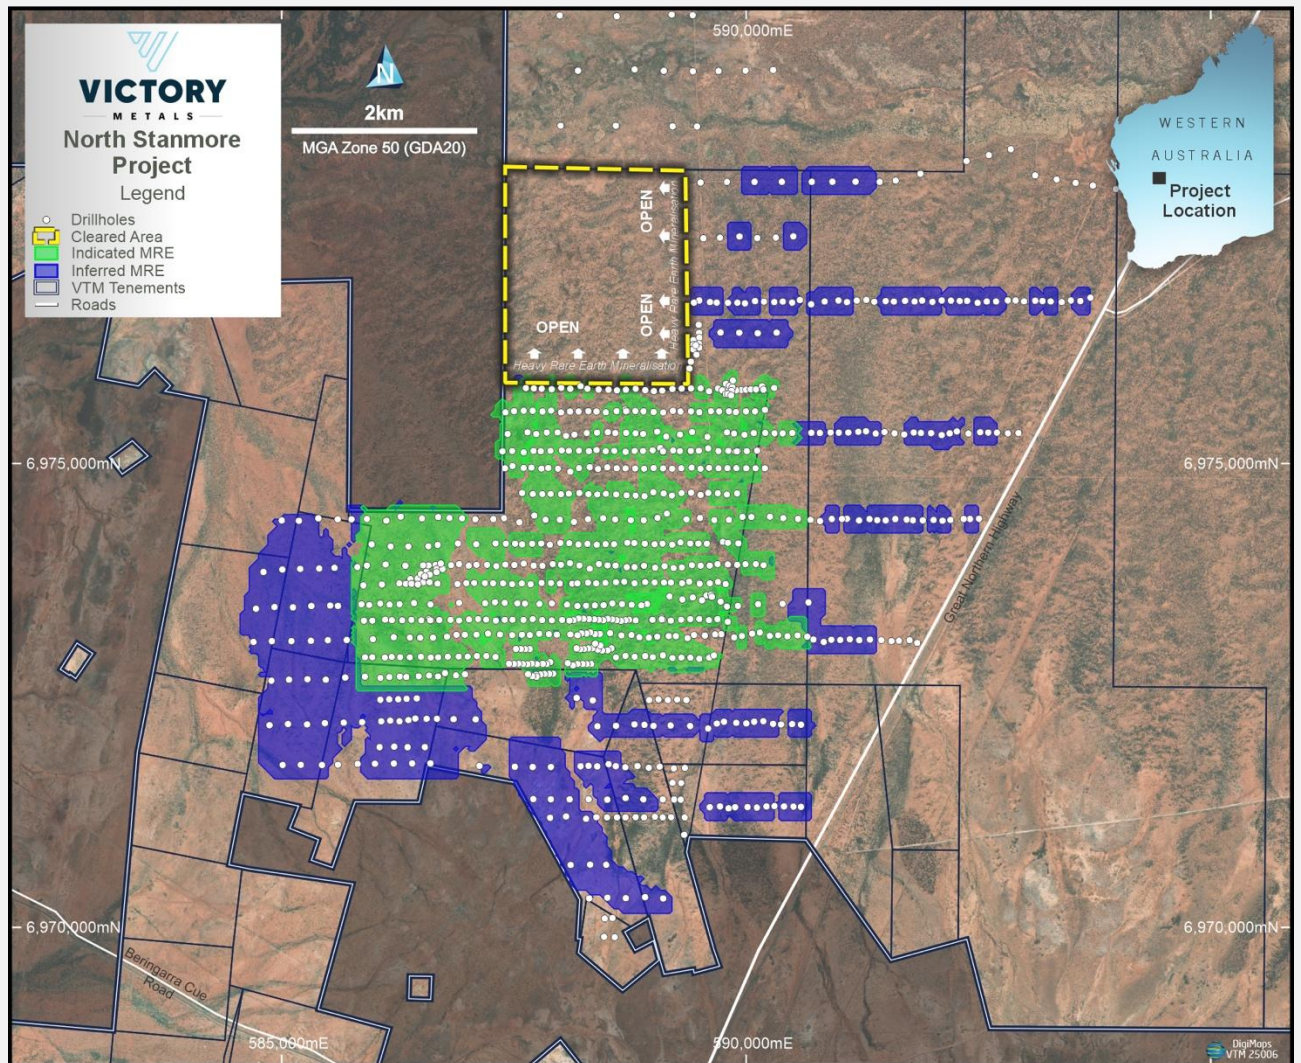 590,000mE
VICTORY
METALS
North Stanmore
Project
Legend
Drillholes
Cleared Area
Indicated MRE
Inferred MRE
VTM Tenements
Roads
N
2km
MGA Zone 50 (GDA20)
WESTERN
AUSTRALIA
Project
Location
OPEN
OPEN
Heavy Rare Earth Mineralisation
OPEN
Heavy Rare Earth Mineralisation
6,975,000mN
6,975,000mN
Great Northern Highway
6,970,000mN
6,970,000mN
Beringarra Cue
Road
585,000mE
590,000mE
DigiMaps
VTM 25006